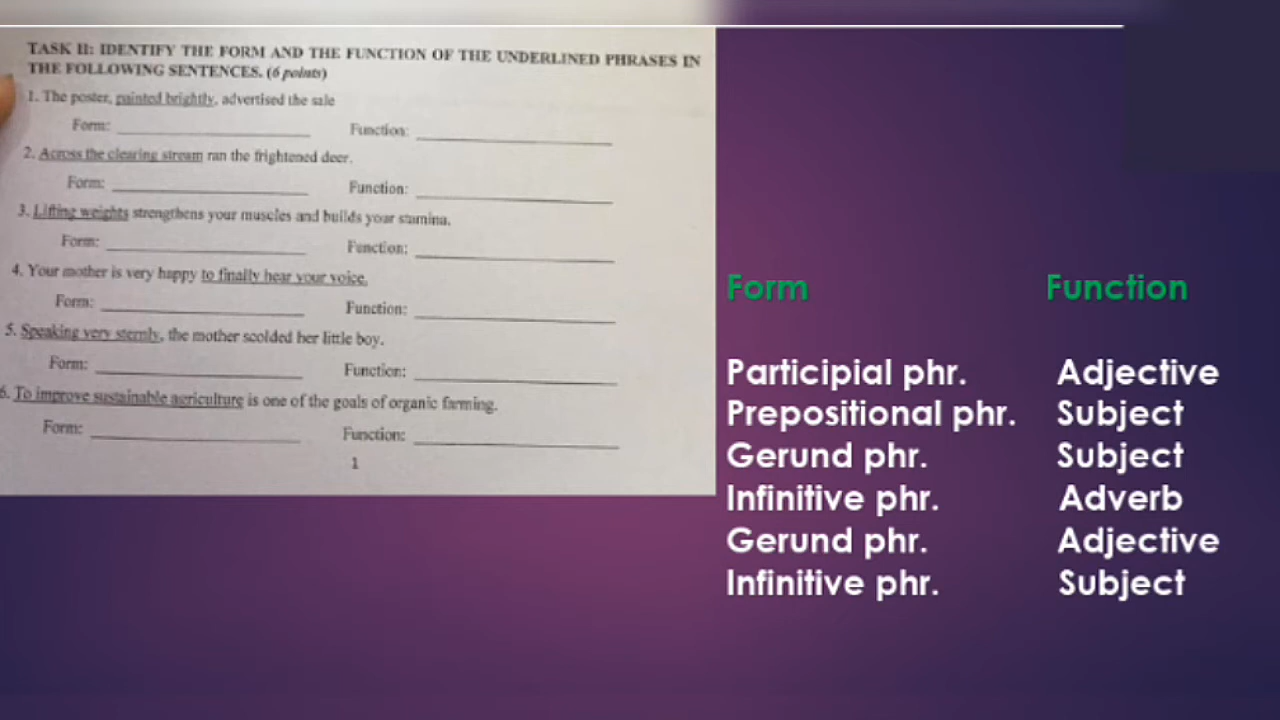 TASK II: IDENTIFY THE FORM AND THE FUNCTION OF THE UNDERLINED PHRASES IN
THE FOLLOWING SENTENCES. (6 points)
1. The poster, painted brightly, advertised the sale
Form: Function:
2. Across the clearing stream ran the frightened deer.
Form: Function:
3. Lifting weights strengthens your muscles and builds your stamina.
Form: Function:
4. Your mother is very happy to finally hear your voice.
Form: Function:
5. Speaking very sternly, the mother scolded her little boy.
Form: Function:
6. To improve sustainable agriculture is one of the goals of organic farming.
Form: Function:
1
Form Function
Participial phr. Adjective
Prepositional phr. Subject
Gerund phr. Subject
Infinitive phr. Adverb
Gerund phr. Adjective
Infinitive phr. Subject